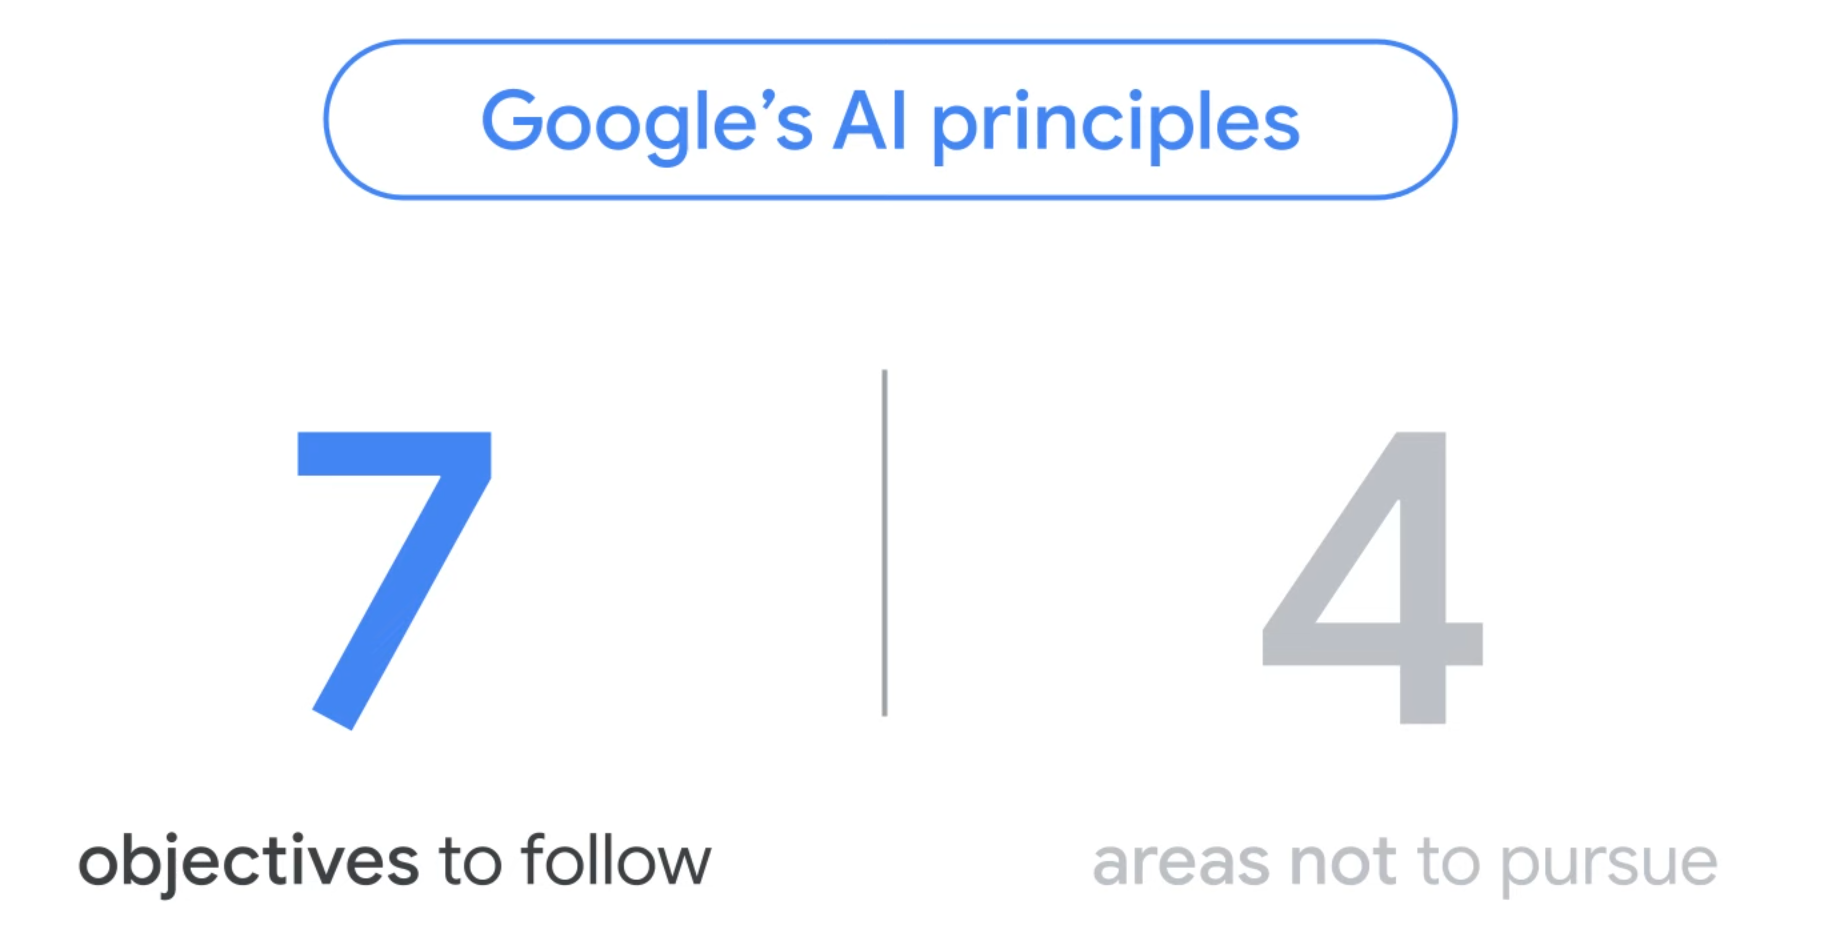 Google’s AI principles
7
4
objectives to follow
areas not to pursue